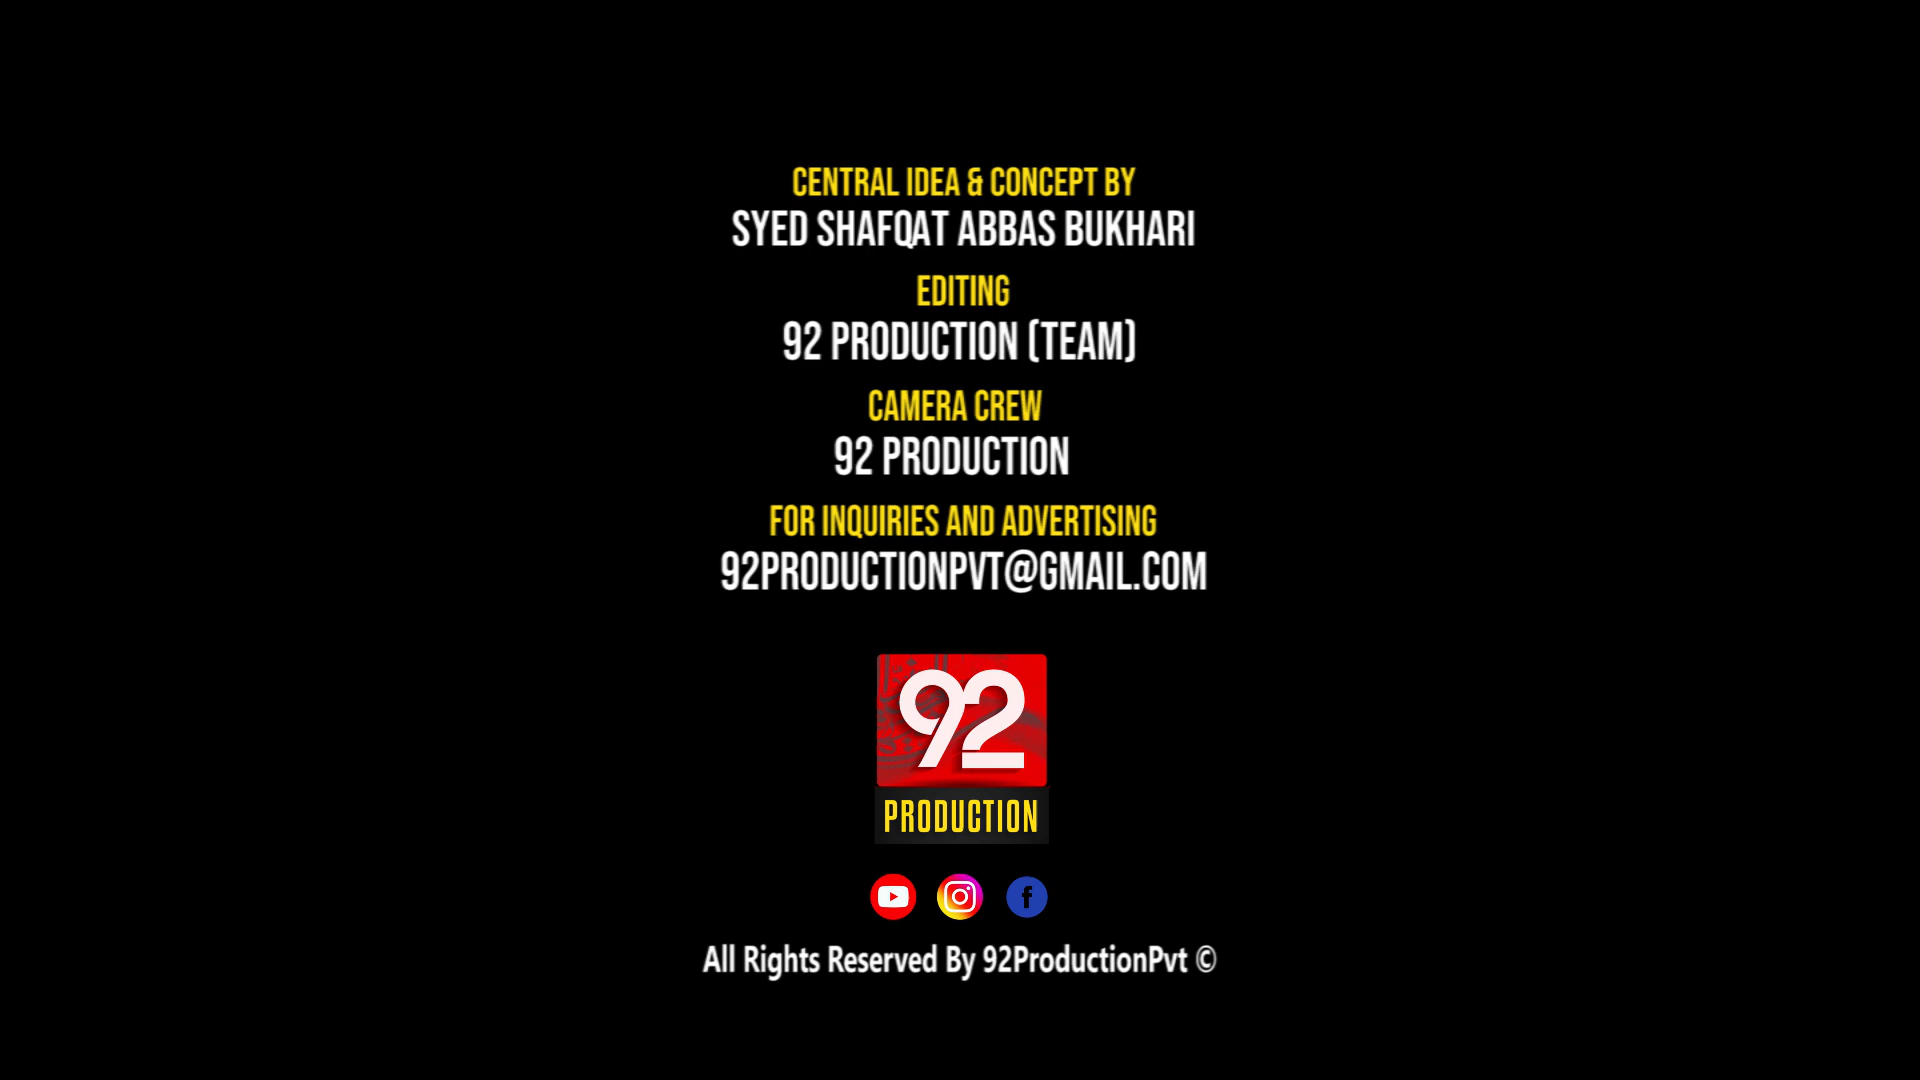 CENTRAL IDEA & CONCEPT BY
SYED SHAFQAT ABBAS BUKHARI
EDITING
92 PRODUCTION (TEAM)
CAMERA CREW
92 PRODUCTION
FOR INQUIRIES AND ADVERTISING
92PRODUCTIONPVT@GMAIL.COM
92
PRODUCTION
All Rights Reserved By 92ProductionPvt ©